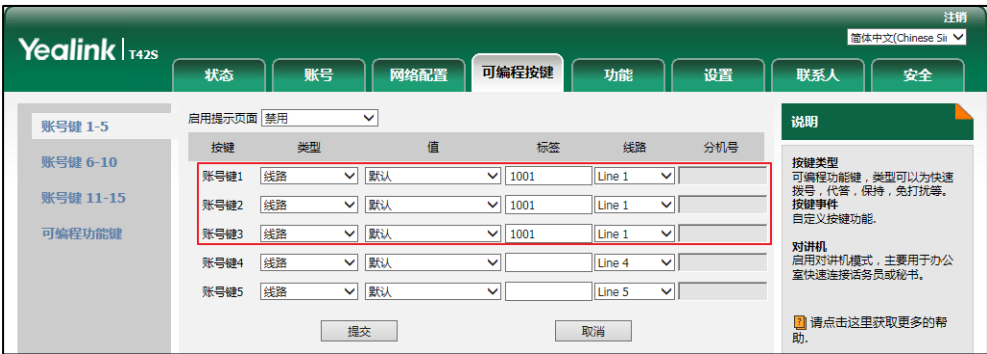 注销
Yealink | T42S
简体中文(Chinese Sii
状态 账号 网络配置 可编程按键 功能 设置 联系人 安全
账号键 1-5
账号键 6-10
账号键 11-15
可编程功能键
启用提示页面 禁用
按键 类型 值 标签 线路 分机号
账号键1 线路 默认 1001 Line 1
账号键2 线路 默认 1001 Line 1
账号键3 线路 默认 1001 Line 1
账号键4 线路 默认 Line 4
账号键5 线路 默认 Line 5
提交 取消
说明
按键类型
可编程功能键，类型可以为快速
拨号，代答，保持，免打扰等。
按键事件
自定义按键功能.
对讲机
启用对讲机模式，主要用于办公
室快速连接话务员或秘书。
请点击这里获取更多的帮
助.